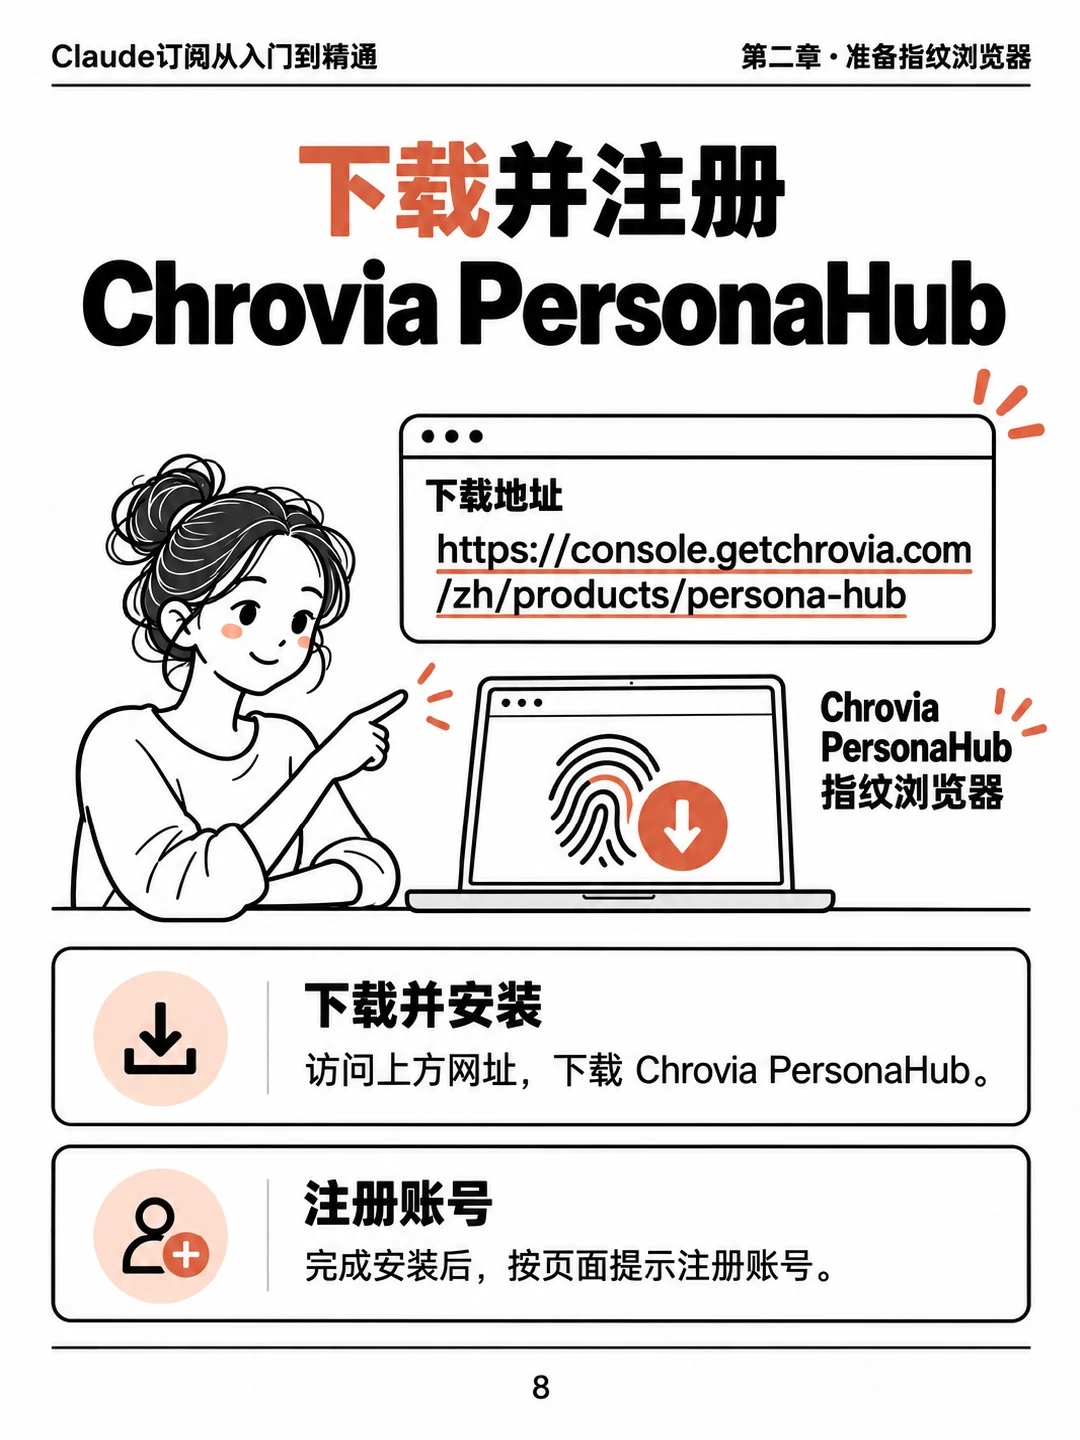 Claude订阅从入门到精通
第二章·准备指纹浏览器
下载并注册
Chrovia PersonaHub
下载地址
https://console.getchrovia.com
/zh/products/persona-hub
Chrovia
PersonaHub
指纹浏览器
下载并安装
访问上方网址，下载 Chrovia PersonaHub。
注册账号
完成安装后，按页面提示注册账号。
8